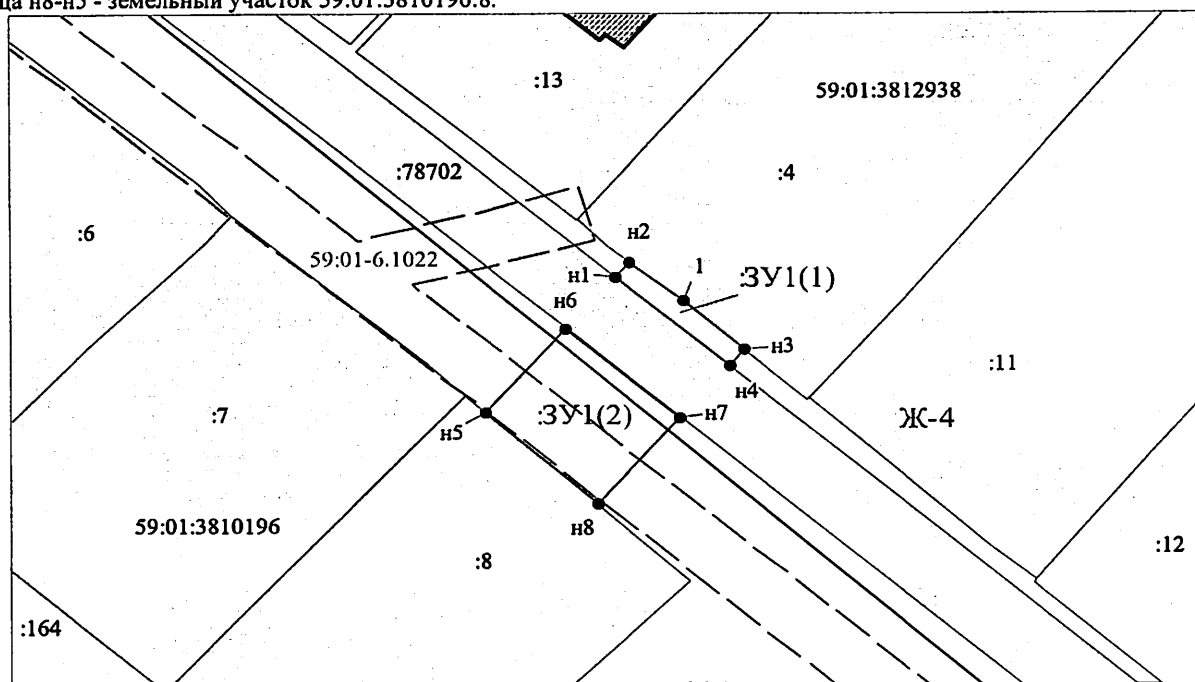 ца н8-н5 - земельный участок 59:01:3810196:8.
:13
59:01:3812938
:78702
:4
:6
н2
59:01-6.1022
н1
1
:ЗУ1(1)
н6
н3
:11
н4
:7
:ЗУ1(2)
н7
Ж-4
н5
59:01:3810196
н8
:12
:8
:164